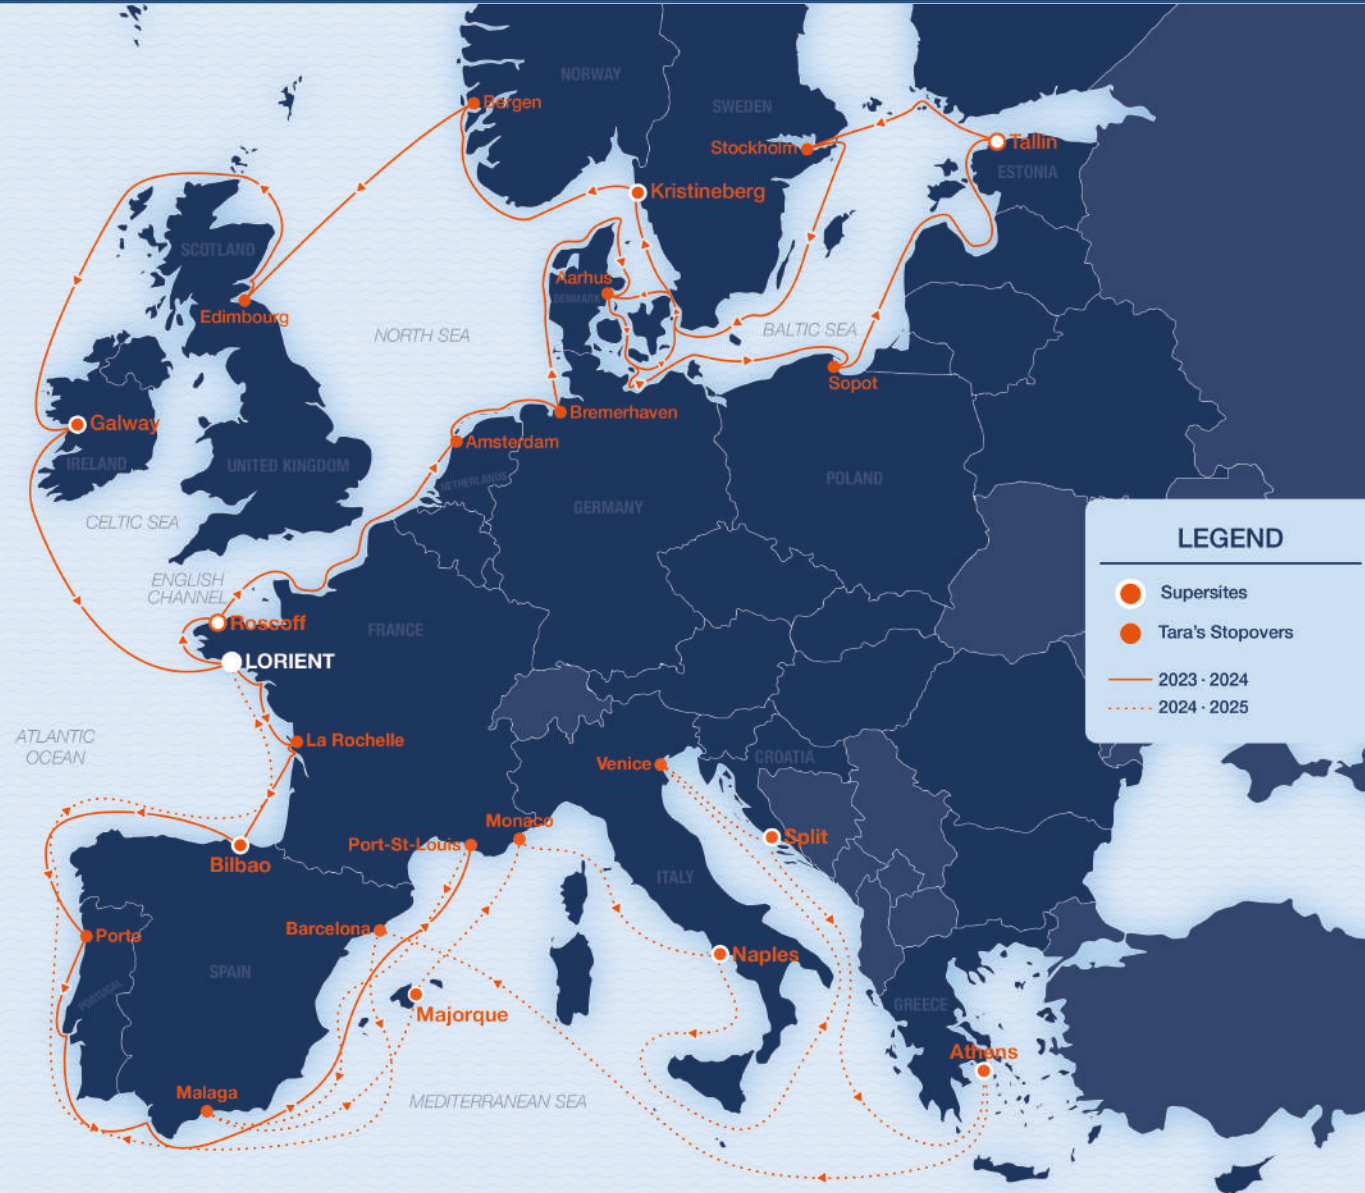 NORWAY
SWEDEN
Bergen
Stockholm
Tallin
ESTONIA
Kristineberg
SCOTLAND
Aarhus
DENMARK
Edimbourg
NORTH SEA
BALTIC SEA
Sopot
Galway
IRELAND
UNITED KINGDOM
Bremerhaven
Amsterdam
NETHERLANDS
GERMANY
POLAND
CELTIC SEA
ENGLISH
CHANNEL
Roscoff
FRANCE
LORIENT
LEGEND
Supersites
Tara's Stopovers
2023 · 2024
2024 · 2025
ATLANTIC
OCEAN
La Rochelle
Venice
CROATIA
Monaco
Port-St-Louis
Split
Bilbao
ITALY
Barcelona
Porto
Naples
SPAIN
PORTUGAL
Majorque
GREECE
Athens
Malaga
MEDITERRANEAN SEA